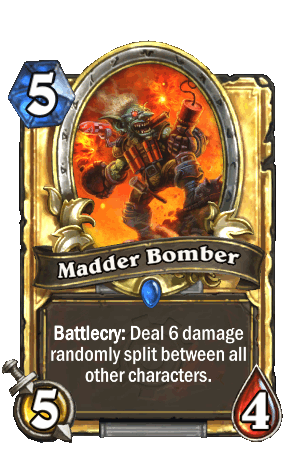 5
Madder Bomber
Battlecry: Deal 6 damage
randomly split between all
other characters.
5
4